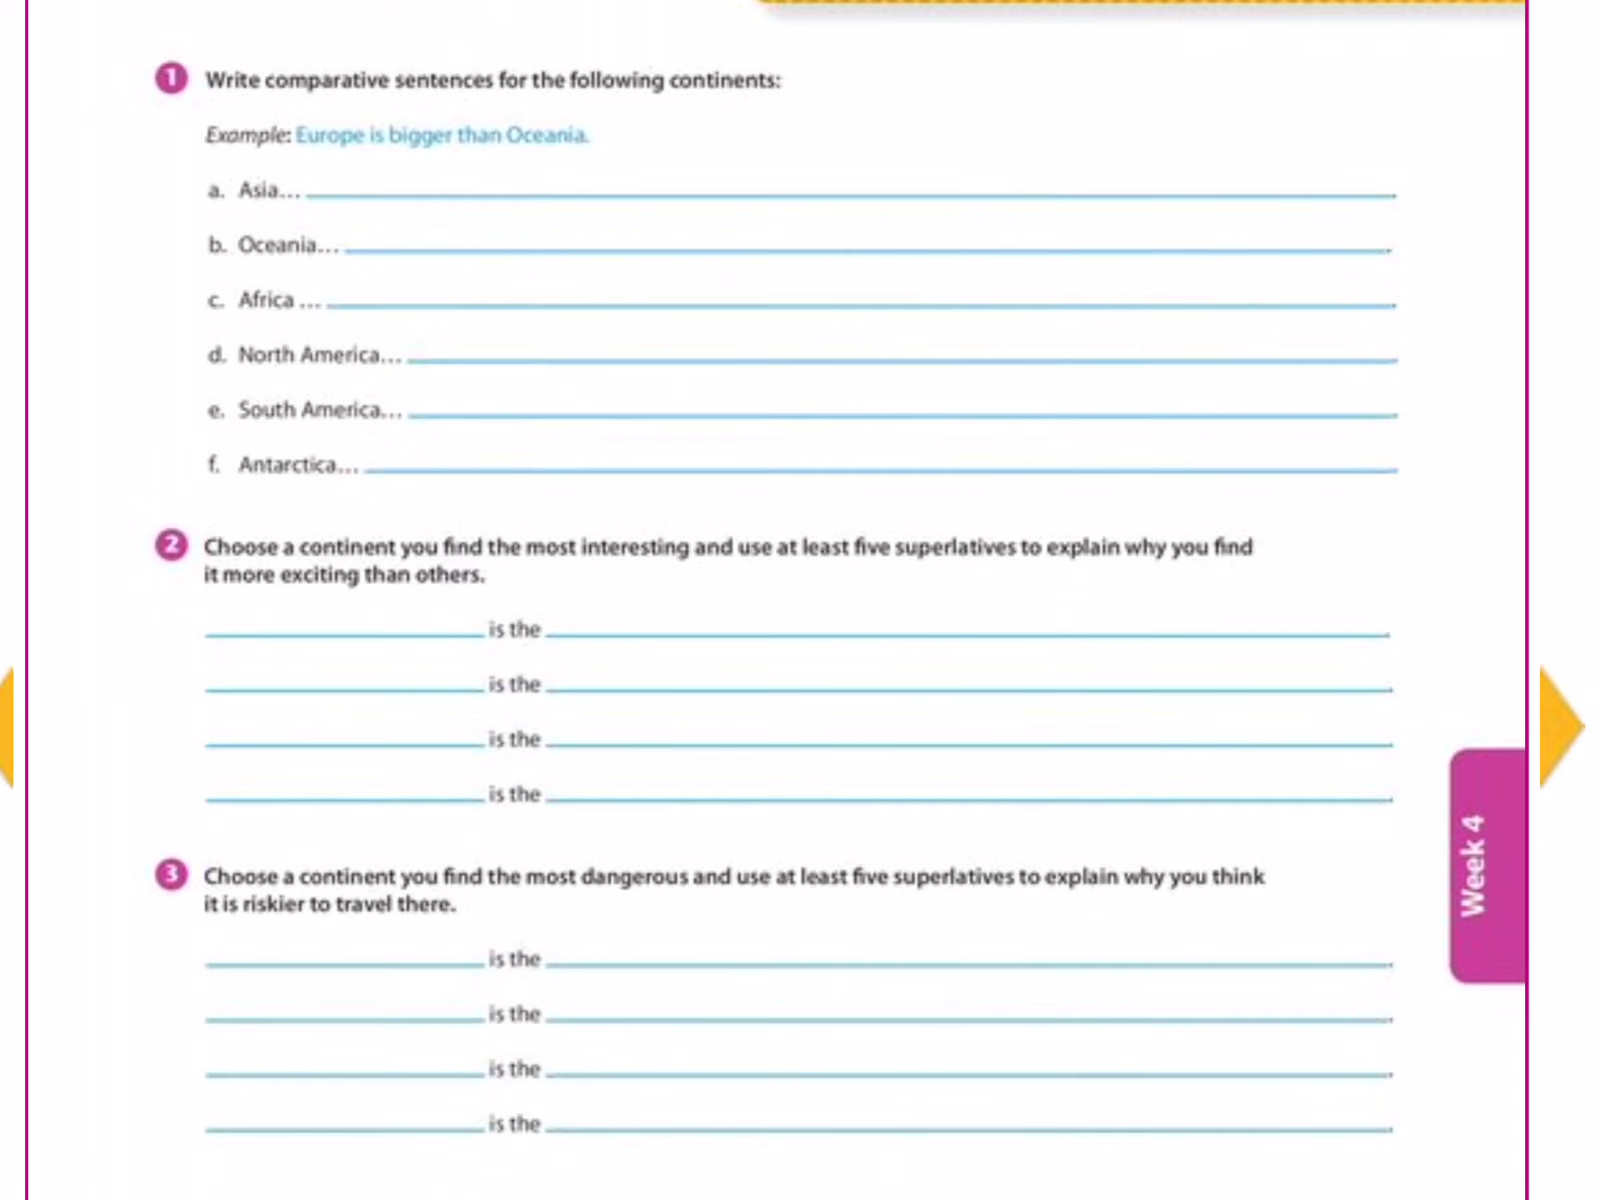 1 Write comparative sentences for the following continents:
Example: Europe is bigger than Oceania.
a. Asia...
b. Oceania...
c. Africa ...
d. North America...
e. South America...
f. Antarctica...
2 Choose a continent you find the most interesting and use at least five superlatives to explain why you find
it more exciting than others.
is the
is the
is the
is the
3 Choose a continent you find the most dangerous and use at least five superlatives to explain why you think
it is riskier to travel there.
is the
is the
is the
is the
Week 4